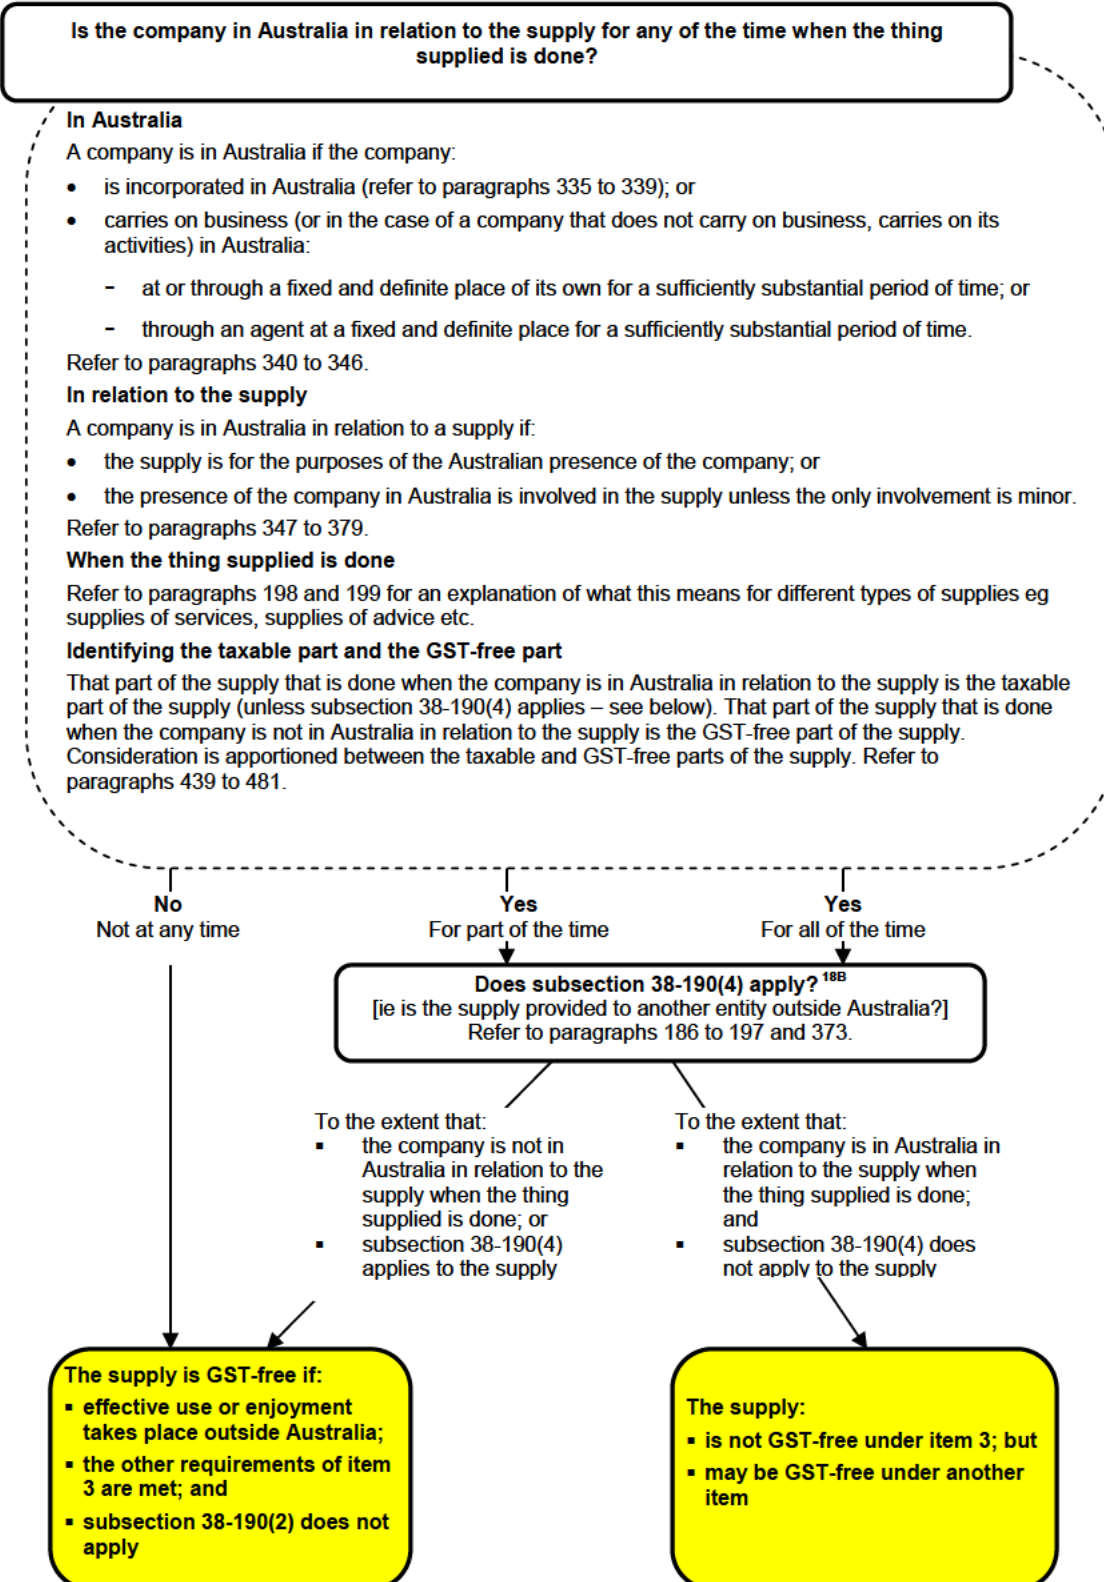 Is the company in Australia in relation to the supply for any of the time when the thing
supplied is done?
In Australia
A company is in Australia if the company:
• is incorporated in Australia (refer to paragraphs 335 to 339); or
• carries on business (or in the case of a company that does not carry on business, carries on its
activities) in Australia:
- at or through a fixed and definite place of its own for a sufficiently substantial period of time; or
- through an agent at a fixed and definite place for a sufficiently substantial period of time.
Refer to paragraphs 340 to 346.
In relation to the supply
A company is in Australia in relation to a supply if:
• the supply is for the purposes of the Australian presence of the company; or
• the presence of the company in Australia is involved in the supply unless the only involvement is minor.
Refer to paragraphs 347 to 379.
When the thing supplied is done
Refer to paragraphs 198 and 199 for an explanation of what this means for different types of supplies eg
supplies of services, supplies of advice etc.
Identifying the taxable part and the GST-free part
That part of the supply that is done when the company is in Australia in relation to the supply is the taxable
part of the supply (unless subsection 38-190(4) applies – see below). That part of the supply that is done
when the company is not in Australia in relation to the supply is the GST-free part of the supply.
Consideration is apportioned between the taxable and GST-free parts of the supply. Refer to
paragraphs 439 to 481.
No
Not at any time
Yes
For part of the time
Yes
For all of the time
Does subsection 38-190(4) apply? 18B
[ie is the supply provided to another entity outside Australia?]
Refer to paragraphs 186 to 197 and 373.
To the extent that:
▪ the company is not in
Australia in relation to the
supply when the thing
supplied is done; or
▪ subsection 38-190(4)
applies to the supply
To the extent that:
▪ the company is in Australia in
relation to the supply when
the thing supplied is done;
and
▪ subsection 38-190(4) does
not apply to the supply
The supply is GST-free if:
▪ effective use or enjoyment
takes place outside Australia;
▪ the other requirements of item
3 are met; and
▪ subsection 38-190(2) does not
apply
The supply:
▪ is not GST-free under item 3; but
▪ may be GST-free under another
item